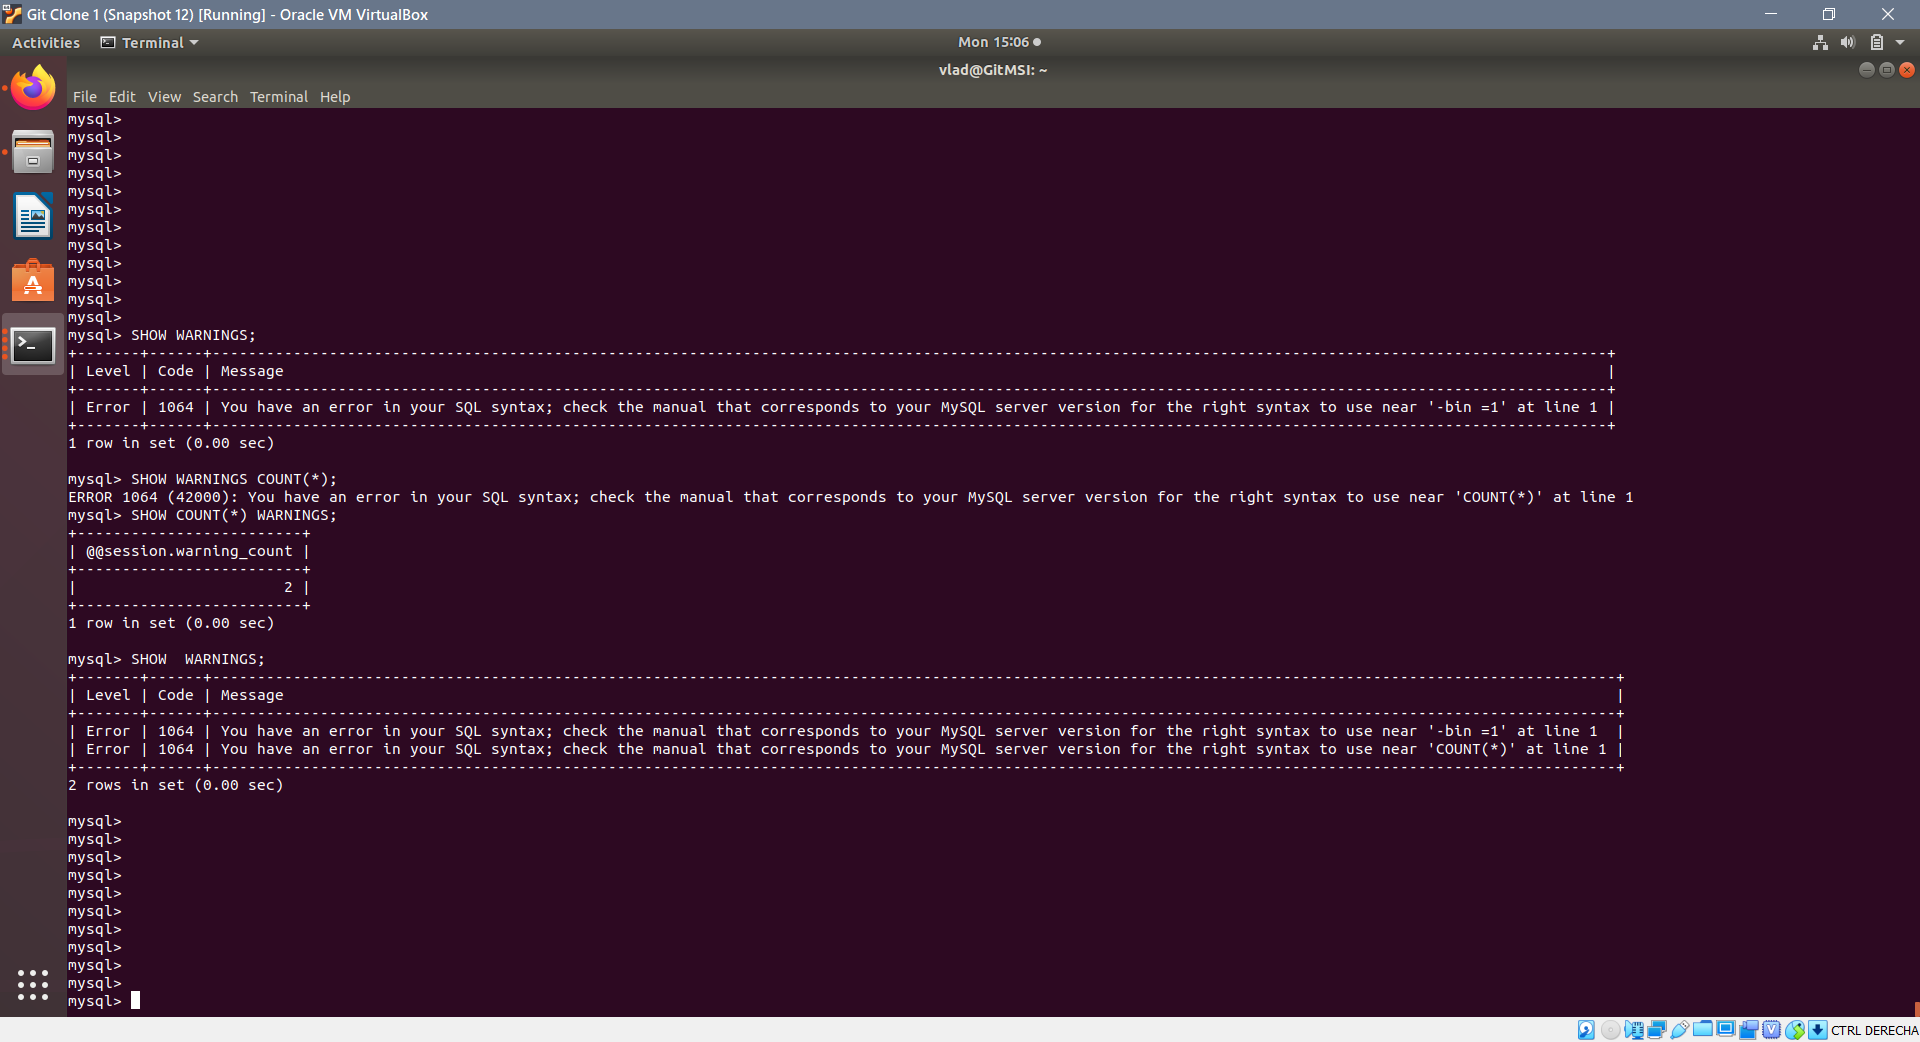 Git Clone 1 (Snapshot 12) [Running] - Oracle VM VirtualBox
Activities Terminal Mon 15:06
vlad@GitMSI: ~
File Edit View Search Terminal Help
mysql>
mysql>
mysql>
mysql>
mysql>
mysql>
mysql>
mysql>
mysql>
mysql>
mysql>
mysql>
mysql> SHOW WARNINGS;
+-------+------+-----------------------------------------------------------------------------------------------------------------------------------------------------------+
| Level | Code | Message                                                                                                                                                   |
+-------+------+-----------------------------------------------------------------------------------------------------------------------------------------------------------+
| Error | 1064 | You have an error in your SQL syntax; check the manual that corresponds to your MySQL server version for the right syntax to use near '-bin =1' at line 1 |
+-------+------+-----------------------------------------------------------------------------------------------------------------------------------------------------------+
1 row in set (0.00 sec)
mysql> SHOW WARNINGS COUNT(*);
ERROR 1064 (42000): You have an error in your SQL syntax; check the manual that corresponds to your MySQL server version for the right syntax to use near 'COUNT(*)' at line 1
mysql> SHOW COUNT(*) WARNINGS;
+-------------------------+
| @@session.warning_count |
+-------------------------+
|                       2 |
+-------------------------+
1 row in set (0.00 sec)
mysql> SHOW  WARNINGS;
+-------+------+------------------------------------------------------------------------------------------------------------------------------------------------------------+
| Level | Code | Message                                                                                                                                                    |
+-------+------+------------------------------------------------------------------------------------------------------------------------------------------------------------+
| Error | 1064 | You have an error in your SQL syntax; check the manual that corresponds to your MySQL server version for the right syntax to use near '-bin =1' at line 1  |
| Error | 1064 | You have an error in your SQL syntax; check the manual that corresponds to your MySQL server version for the right syntax to use near 'COUNT(*)' at line 1 |
+-------+------+------------------------------------------------------------------------------------------------------------------------------------------------------------+
2 rows in set (0.00 sec)
mysql>
mysql>
mysql>
mysql>
mysql>
mysql>
mysql>
mysql>
mysql>
mysql>
mysql>
CTRL DERECHA